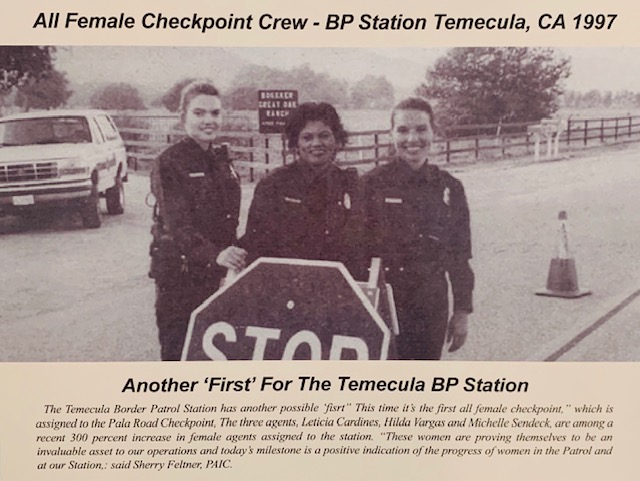 All Female Checkpoint Crew - BP Station Temecula, CA 1997
GREAT OAK
RANCH
STOP
Another 'First' For The Temecula BP Station
The Temecula Border Patrol Station has another possible 'fisrt" This time it's the first all female checkpoint," which is
assigned to the Pala Road Checkpoint, The three agents, Leticia Cardines, Hilda Vargas and Michelle Sendeck, are among a
recent 300 percent increase in female agents assigned to the station. "These women are proving themselves to be an
invaluable asset to our operations and today's milestone is a positive indication of the progress of women in the Patrol and
at our Station,: said Sherry Feltner, PAIC.